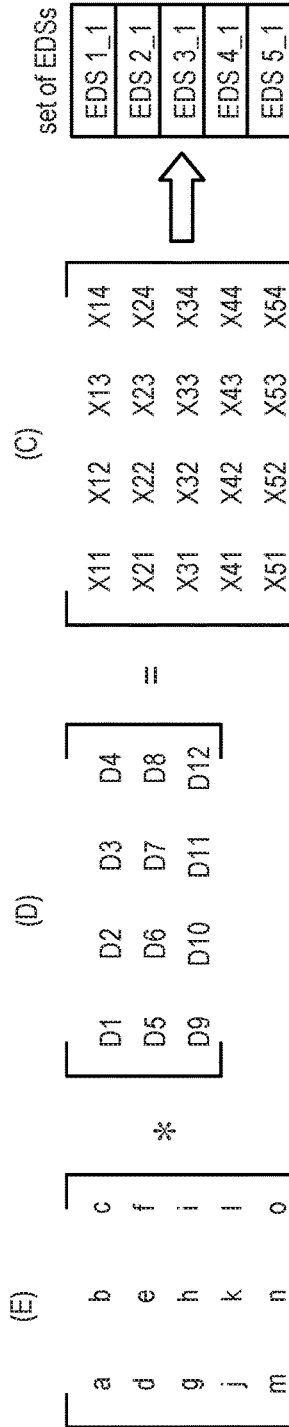 (E)
a b c
d e f
g h i
j k l
m n o
*
(D)
D1 D2 D3 D4
D5 D6 D7 D8
D9 D10 D11 D12
=
(C)
X11 X12 X13 X14
X21 X22 X23 X24
X31 X32 X33 X34
X41 X42 X43 X44
X51 X52 X53 X54
set of EDSs
EDS 1_1
EDS 2_1
EDS 3_1
EDS 4_1
EDS 5_1